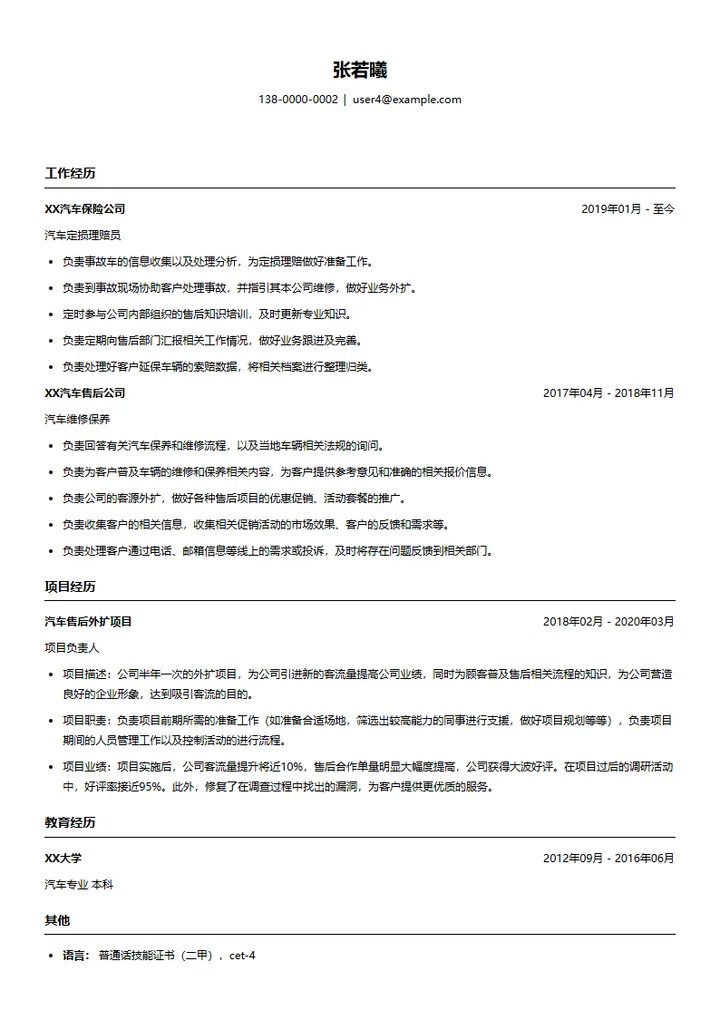 张若曦
138-0000-0002 | user4@example.com
工作经历
XX汽车保险公司 2019年01月 - 至今
汽车定损理赔员
• 负责事故车的信息收集以及处理分析，为定损理赔做好准备工作。
• 负责到事故现场协助客户处理事故，并指引其本公司维修，做好业务外扩。
• 定时参与公司内部组织的售后知识培训，及时更新专业知识。
• 负责定期向售后部门汇报相关工作情况，做好业务跟进及完善。
• 负责处理好客户延保车辆的索赔数据，将相关档案进行整理归类。
XX汽车售后公司 2017年04月 - 2018年11月
汽车维修保养
• 负责回答有关汽车保养和维修流程，以及当地车辆相关法规的询问。
• 负责为客户普及车辆的维修和保养相关内容，为客户提供参考意见和准确的相关报价信息。
• 负责公司的客源外扩，做好各种售后项目的优惠促销、活动套餐的推广。
• 负责收集客户的相关信息，收集相关促销活动的市场效果、客户的反馈和需求等。
• 负责处理客户通过电话、邮箱信息等线上的需求或投诉，及时将存在问题反馈到相关部门。
项目经历
汽车售后外扩项目 2018年02月 - 2020年03月
项目负责人
• 项目描述：公司半年一次的外扩项目，为公司引进新的客流量提高公司业绩，同时为顾客普及售后相关流程的知识，为公司营造
良好的企业形象，达到吸引客流的目的。
• 项目职责：负责项目前期所需的准备工作（如准备合适场地，筛选出较高能力的同事进行支援，做好项目规划等等），负责项目
期间的人员管理工作以及控制活动的进行流程。
• 项目业绩：项目实施后，公司客流量提升将近10%，售后合作单量明显大幅度提高，公司获得大波好评。在项目过后的调研活动
中，好评率接近95%。此外，修复了在调查过程中找出的漏洞，为客户提供更优质的服务。
教育经历
XX大学 2012年09月 - 2016年06月
汽车专业 本科
其他
• 语言： 普通话技能证书（二甲），cet-4